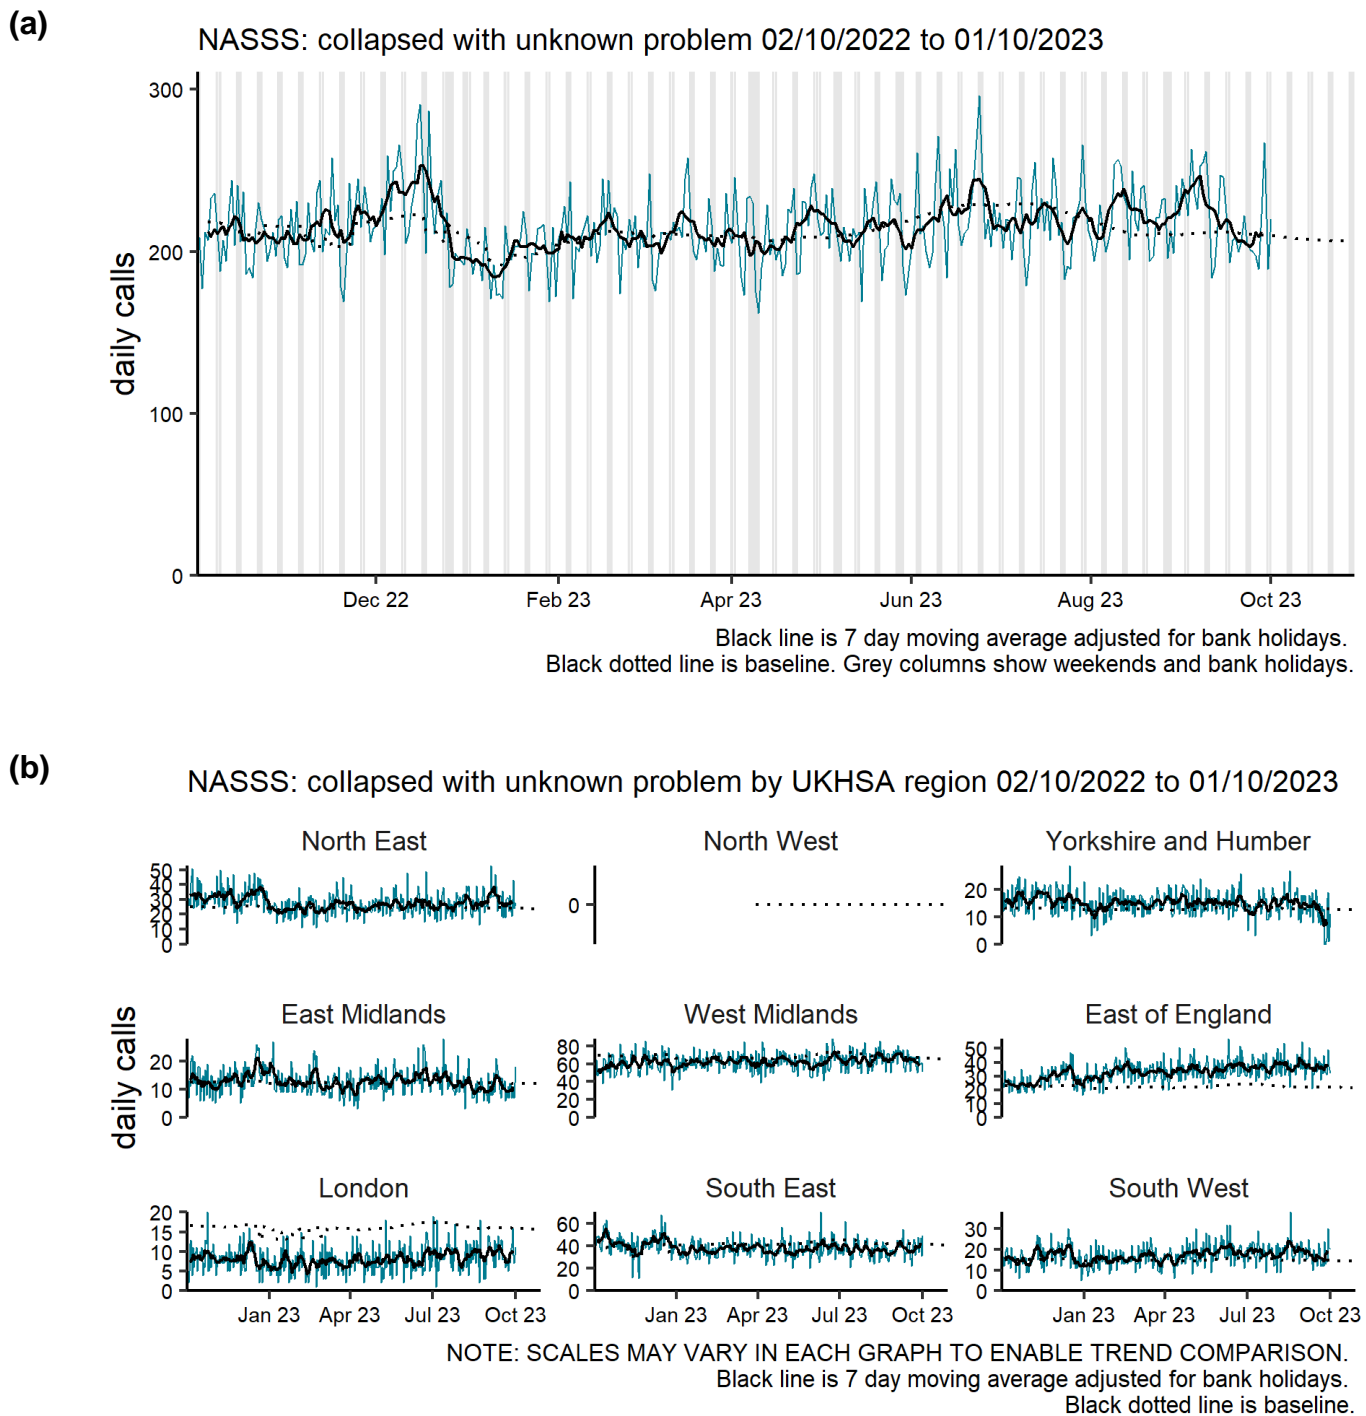 (a)
NASSS: collapsed with unknown problem 02/10/2022 to 01/10/2023
300
200
100
0
daily calls
Dec 22 Feb 23 Apr 23 Jun 23 Aug 23 Oct 23
Black line is 7 day moving average adjusted for bank holidays.
Black dotted line is baseline. Grey columns show weekends and bank holidays.
(b)
NASSS: collapsed with unknown problem by UKHSA region 02/10/2022 to 01/10/2023
North East North West Yorkshire and Humber
50
40
30
20
10
0
0
20
10
0
daily calls
East Midlands West Midlands East of England
20
10
0
80
60
40
20
0
50
40
30
20
10
0
London South East South West
20
15
10
5
0
60
40
20
0
30
20
10
0
Jan 23 Apr 23 Jul 23 Oct 23 Jan 23 Apr 23 Jul 23 Oct 23 Jan 23 Apr 23 Jul 23 Oct 23
NOTE: SCALES MAY VARY IN EACH GRAPH TO ENABLE TREND COMPARISON.
Black line is 7 day moving average adjusted for bank holidays.
Black dotted line is baseline.